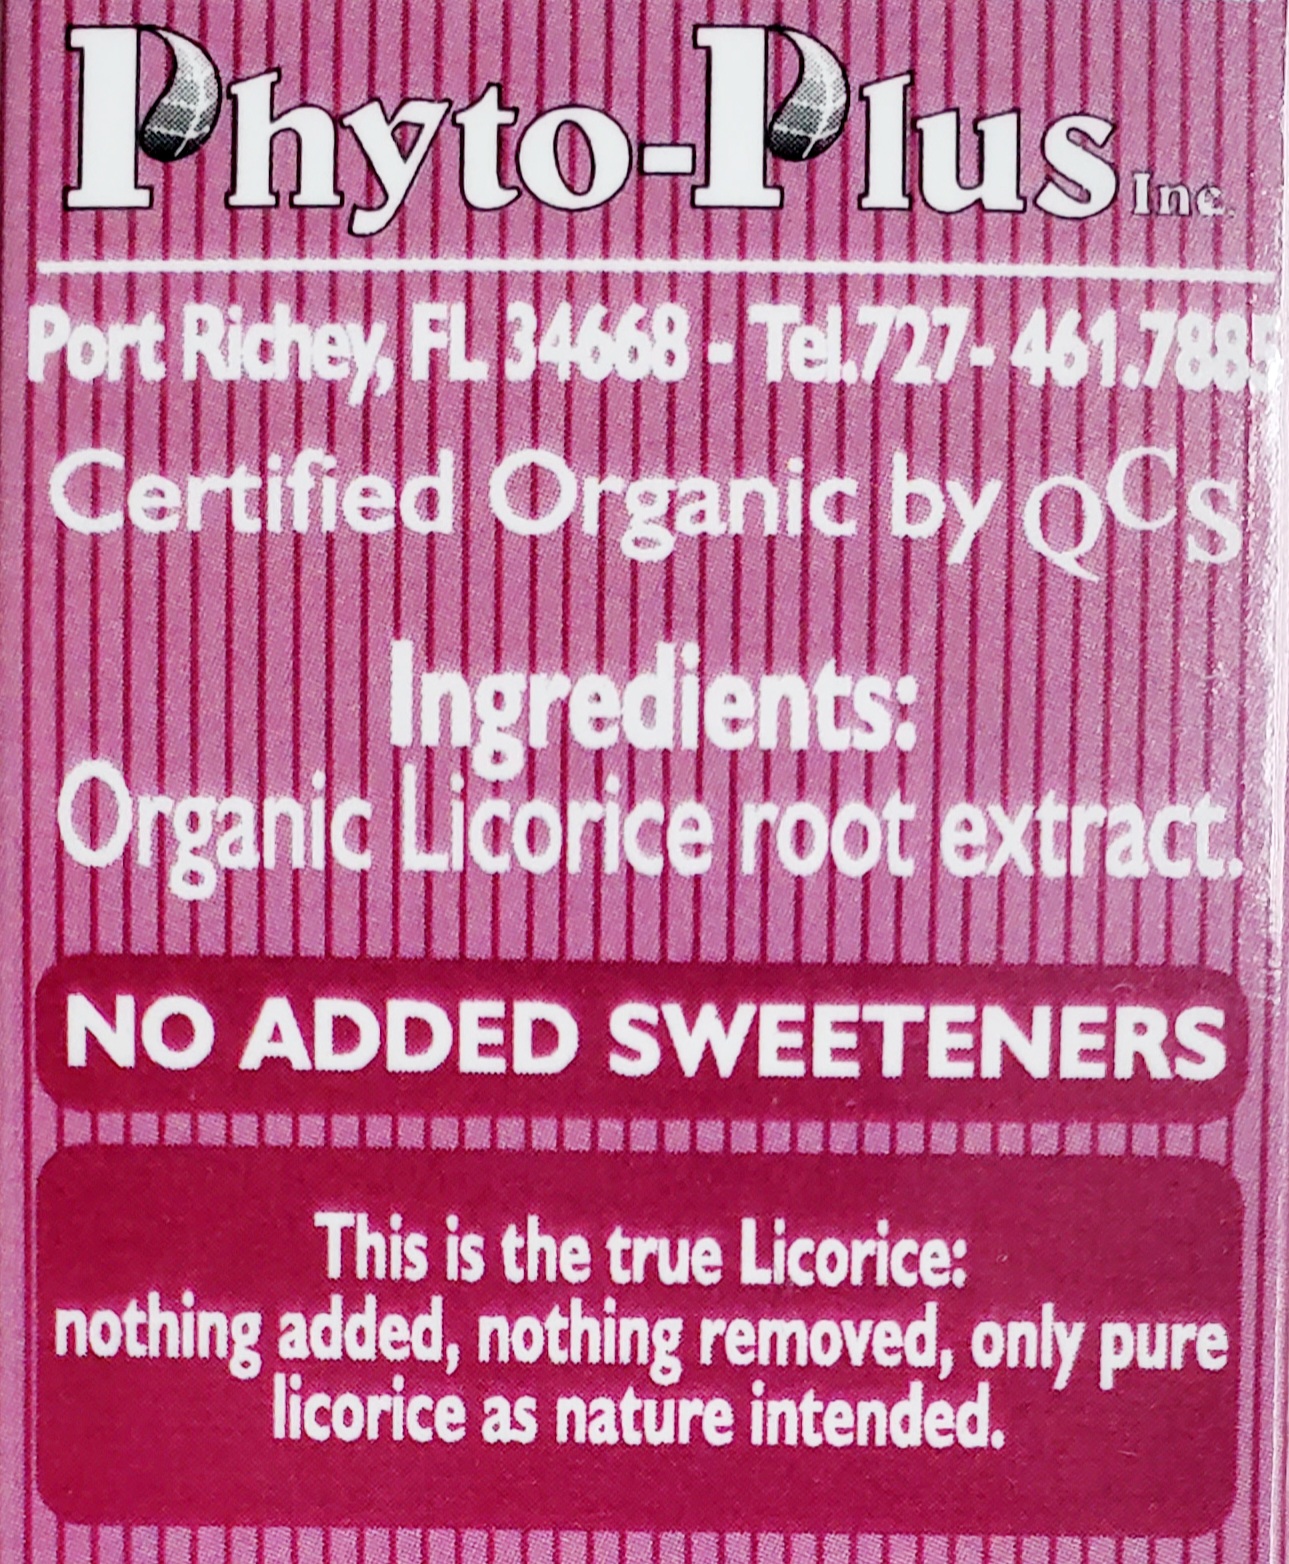 Phyto-Plus Inc.
Port Richey, FL 34668 - Tel.727- 461.7885
Certified Organic by QCS
Ingredients:
Organic Licorice root extract.
NO ADDED SWEETENERS
This is the true Licorice:
nothing added, nothing removed, only pure
licorice as nature intended.